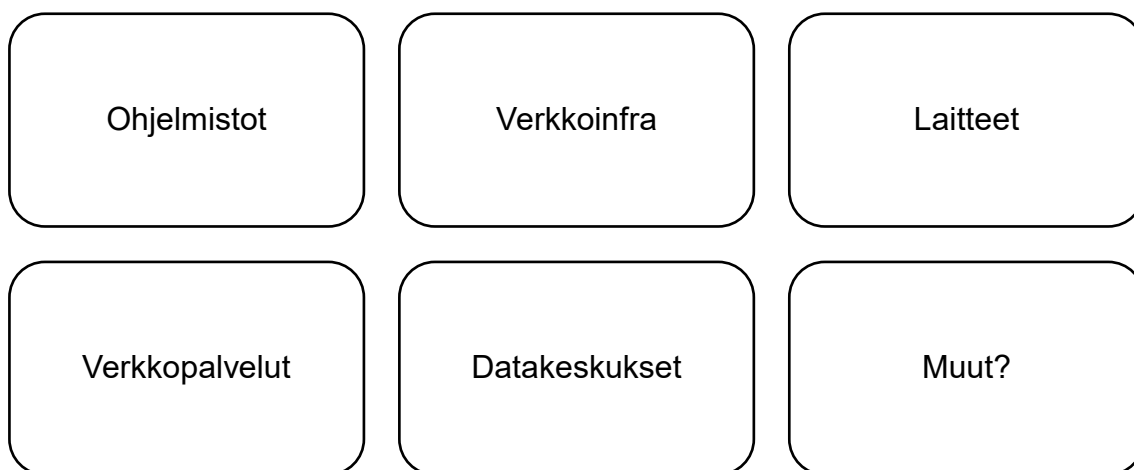 Ohjelmistot
Verkkoinfra
Laitteet
Verkkopalvelut
Datakeskukset
Muut?